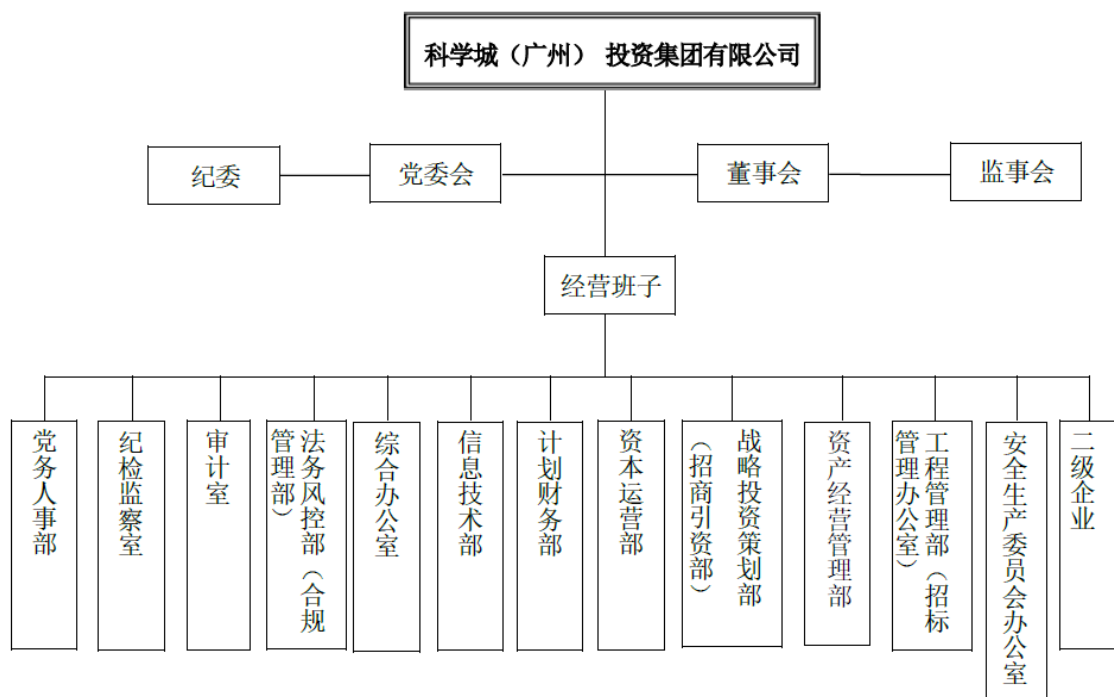 科学城（广州） 投资集团有限公司
纪委
党委会
董事会
监事会
经营班子
党务人事部
纪检监察室
审计室
法务风控部（合规
管理部）
综合办公室
信息技术部
计划财务部
资本运营部
战略投资策划部
（招商引资部）
资产经营管理部
工程管理部（招标
管理办公室）
安全生产委员会办公室
二级企业